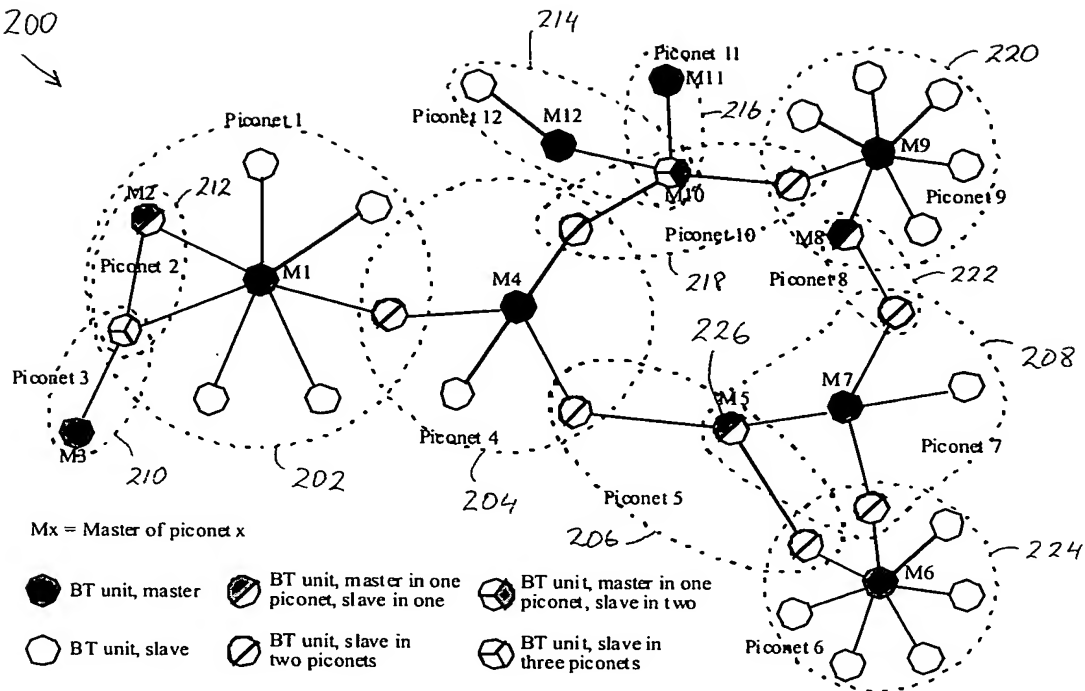 200
214
Piconet 11
M11
220
Piconet 12
M12
216
Piconet 1
M9
M2
212
M10
Piconet 9
Piconet 2
Piconet 10
M8
M1
M4
218
Piconet 8
222
226
208
Piconet 3
M5
M7
M3
210
202
Piconet 4
204
Piconet 5
Piconet 7
206
224
M6
Piconet 6
Mx = Master of piconet x
BT unit, master
BT unit, master in one
piconet, slave in one
BT unit, master in one
piconet, slave in two
BT unit, slave
BT unit, slave in
two piconets
BT unit, slave in
three piconets